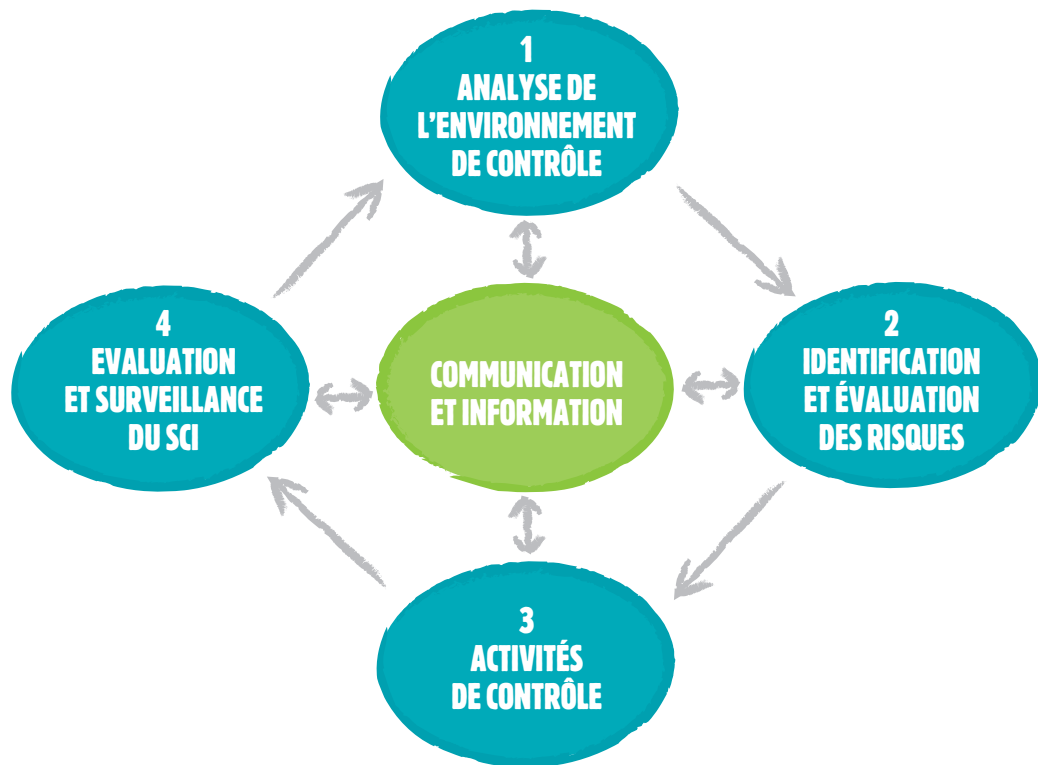 1
ANALYSE DE
L'ENVIRONNEMENT
DE CONTRÔLE
4
EVALUATION
ET SURVEILLANCE
DU SCI
COMMUNICATION
ET INFORMATION
2
IDENTIFICATION
ET ÉVALUATION
DES RISQUES
3
ACTIVITÉS
DE CONTRÔLE